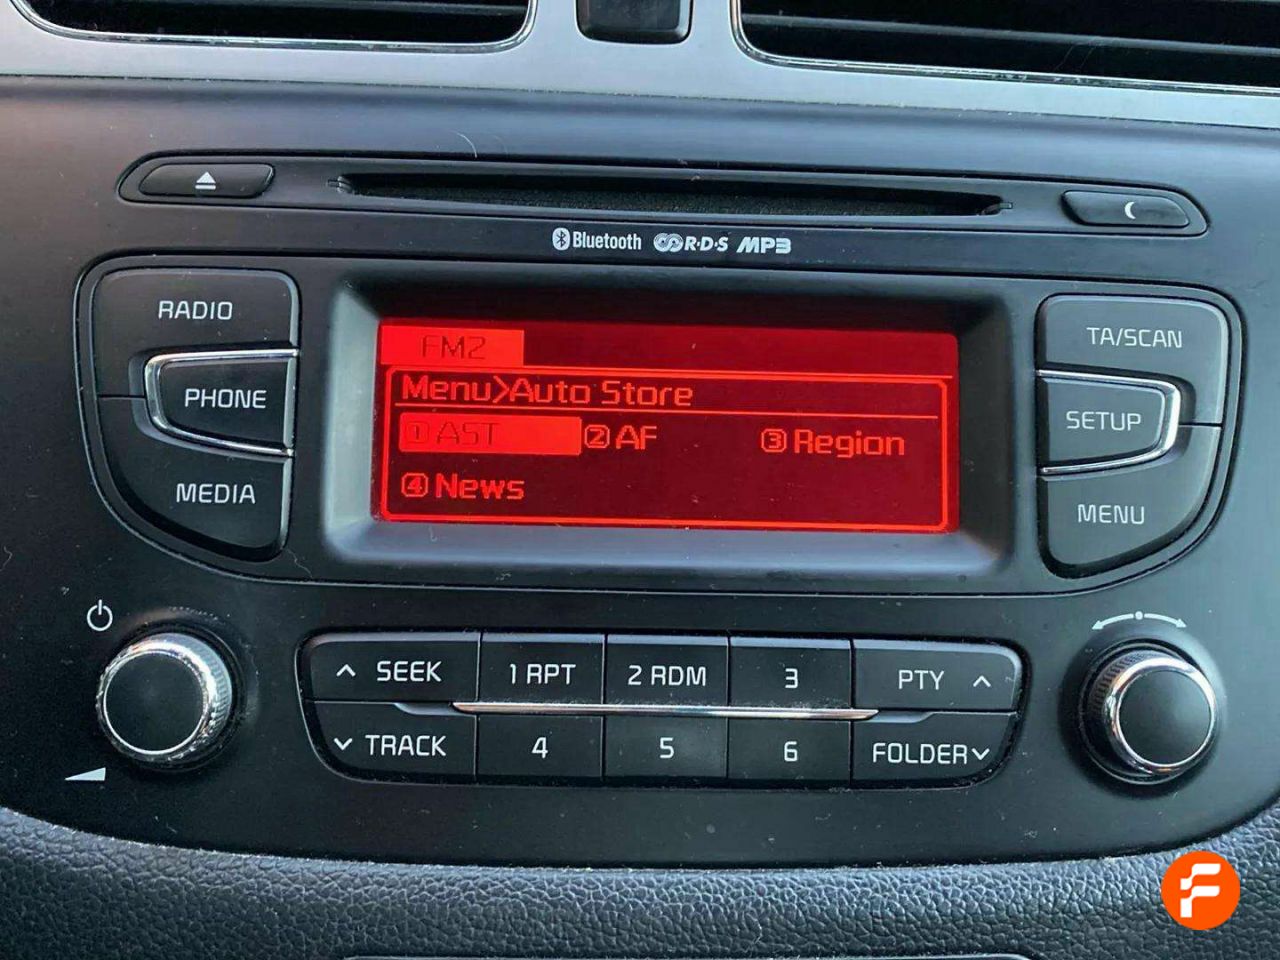 Bluetooth R·D·S MP3
RADIO
PHONE
MEDIA
FM2
Menu>Auto Store
1 AST 2 AF 3 Region
4 News
TA/SCAN
SETUP
MENU
SEEK 1 RPT 2 RDM 3 PTY
TRACK 4 5 6 FOLDER